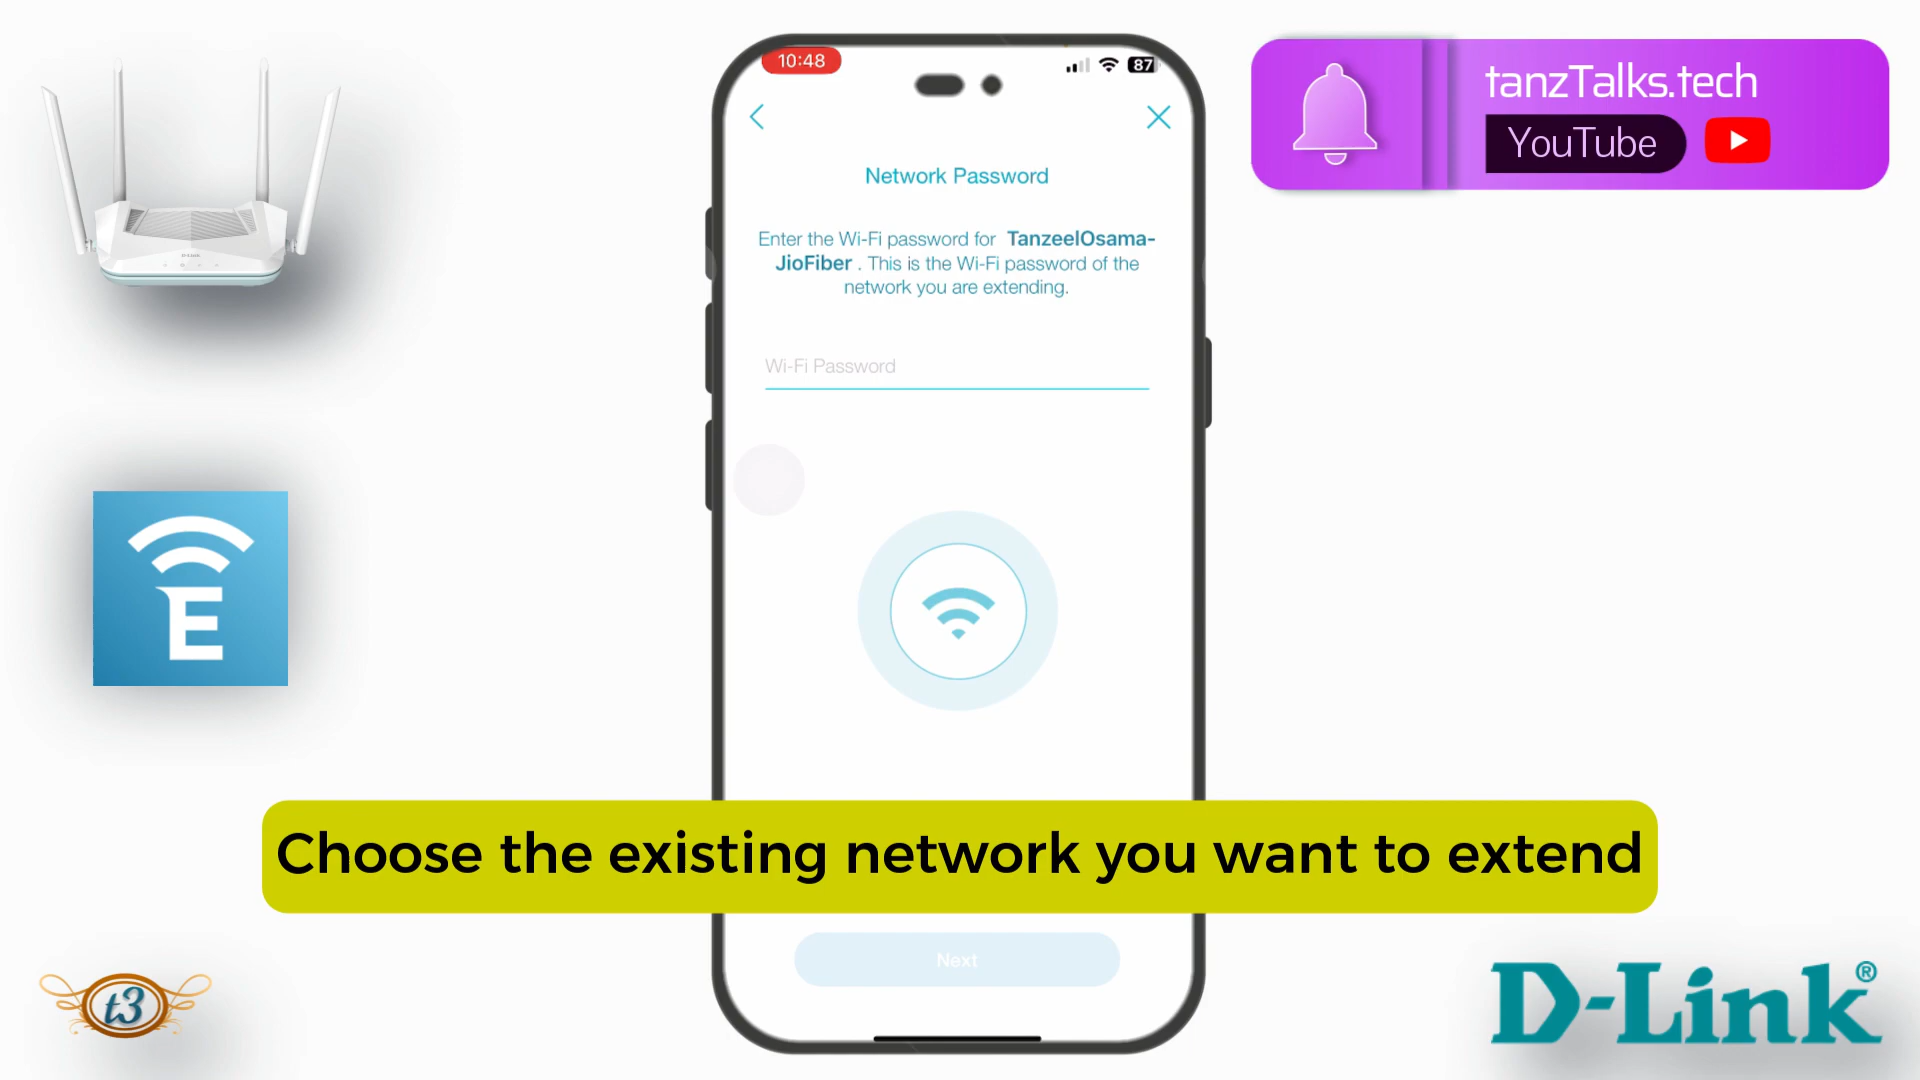 10:48
87
tanzTalks.tech
YouTube
Network Password
Enter the Wi-Fi password for TanzeelOsama-
JioFiber . This is the Wi-Fi password of the
network you are extending.
D-Link
Wi-Fi Password
E
Choose the existing network you want to extend
Next
t3
D-Link®